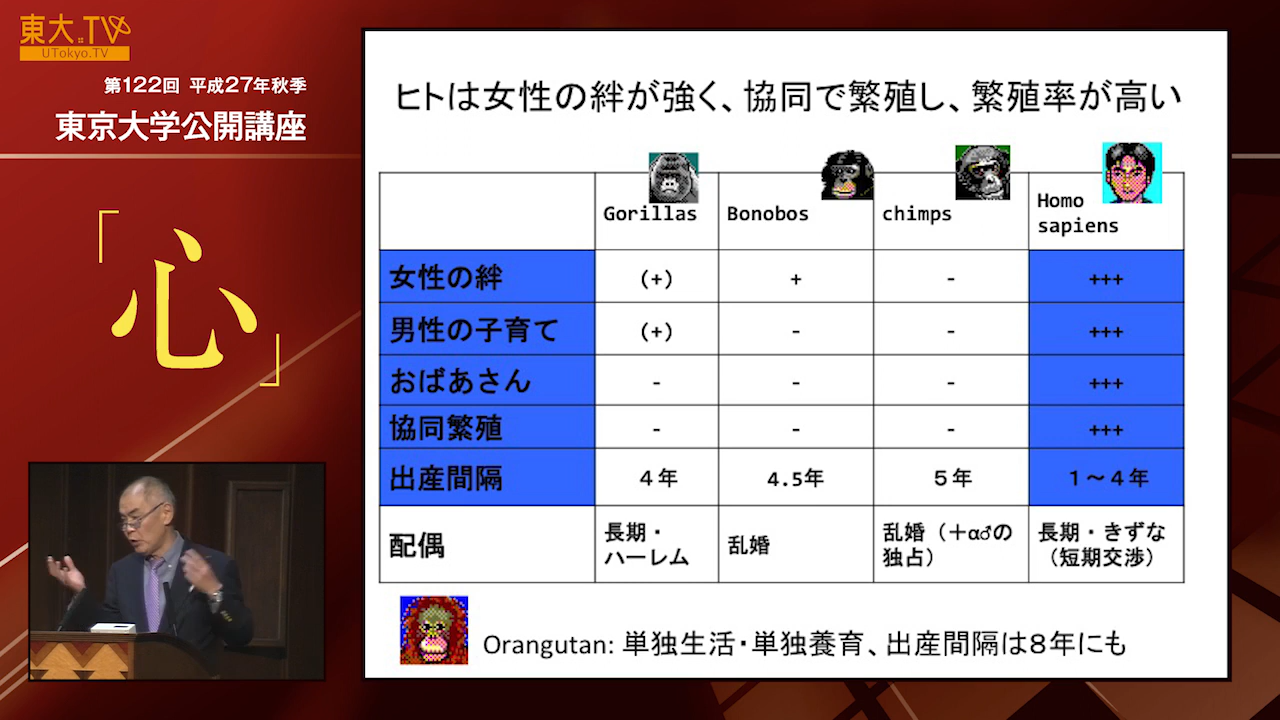 東大.TV
UTokyo.TV
第122回 平成27年秋季
東京大学公開講座
「心」
ヒトは女性の絆が強く、協同で繁殖し、繁殖率が高い
Gorillas Bonobos chimps Homo sapiens
女性の絆 (+) + - +++
男性の子育て (+) - - +++
おばあさん - - - +++
協同繁殖 - - - +++
出産間隔 4年 4.5年 5年 1～4年
配偶 長期・ハーレム 乱婚 乱婚（＋α♂の独占） 長期・きずな（短期交渉）
Orangutan: 単独生活・単独養育、出産間隔は8年にも